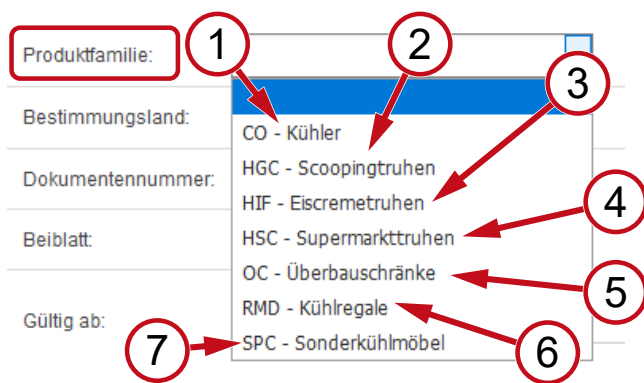 Produktfamilie:
1
2
3
Bestimmungsland:
CO - Kühler
HGC - Scoopingtruhen
Dokumentennummer:
HIF - Eiscremetruhen
4
Beiblatt:
HSC - Supermarkttruhen
OC - Überbauschränke
5
Gültig ab:
RMD - Kühlregale
7
SPC - Sonderkühlmöbel
6